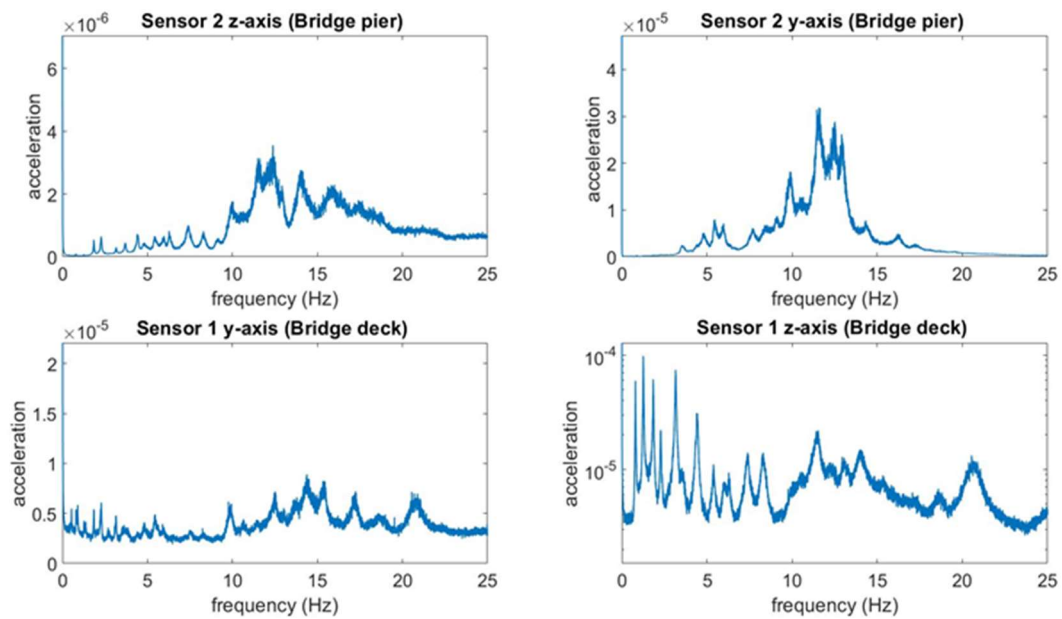 Sensor 2 z-axis (Bridge pier)
×10⁻⁶
6
4
2
0
acceleration
0 5 10 15 20 25
frequency (Hz)
Sensor 2 y-axis (Bridge pier)
×10⁻⁵
4
3
2
1
0
acceleration
0 5 10 15 20 25
frequency (Hz)
Sensor 1 y-axis (Bridge deck)
×10⁻⁵
2
1.5
1
0.5
0
acceleration
0 5 10 15 20 25
frequency (Hz)
Sensor 1 z-axis (Bridge deck)
10⁻⁴
10⁻⁵
acceleration
0 5 10 15 20 25
frequency (Hz)